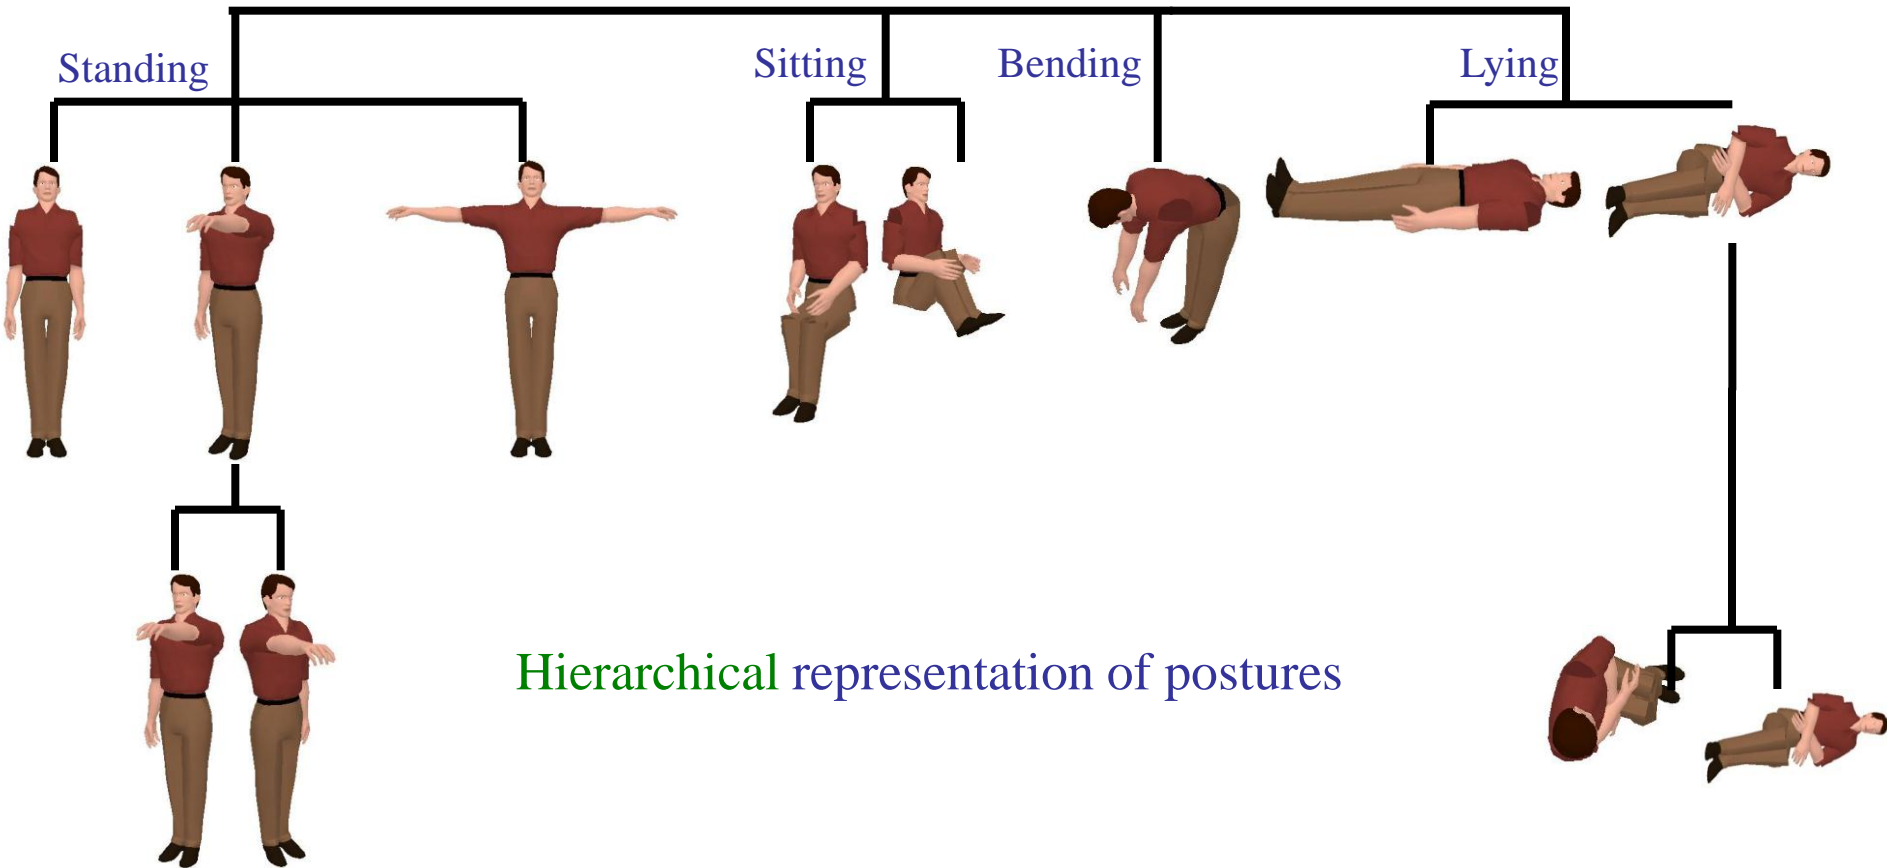 Standing
Sitting
Bending
Lying
Hierarchical representation of postures